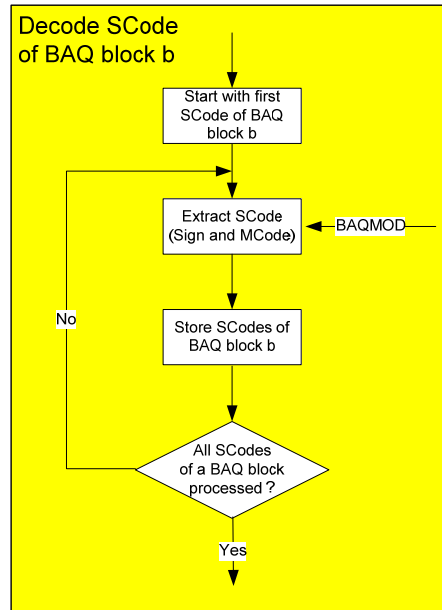 Decode SCode
of BAQ block b
Start with first
SCode of BAQ
block b
Extract SCode
(Sign and MCode)
BAQMOD
No
Store SCodes of
BAQ block b
All SCodes
of a BAQ block
processed ?
Yes